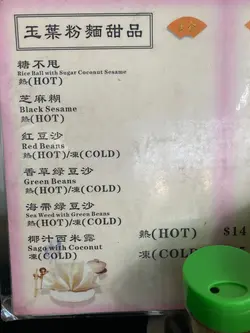 玉葉粉麵甜品
糖不甩
Rice Ball with Sugar Coconut Sesame
熱(HOT)
芝麻糊
Black Sesame
熱(HOT)
紅豆沙
Red Beans
熱(HOT)/凍(COLD)
香草綠豆沙
Green Beans
熱(HOT)/凍(COLD)
海帶綠豆沙
Sea Weed with Green Beans
熱(HOT)/凍(COLD)
椰汁西米露 熱(HOT) $14
Sago with Coconut 凍(COLD)
凍(COLD)